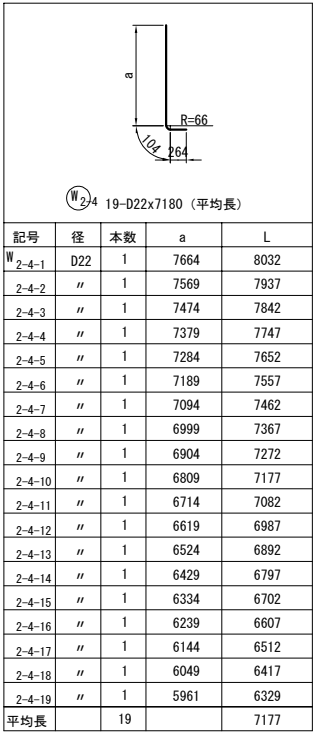 a
R=66
104
264
W2-4 19-D22x7180 (平均長)
記号 径 本数 a L
W2-4-1 D22 1 7664 8032
2-4-2 〃 1 7569 7937
2-4-3 〃 1 7474 7842
2-4-4 〃 1 7379 7747
2-4-5 〃 1 7284 7652
2-4-6 〃 1 7189 7557
2-4-7 〃 1 7094 7462
2-4-8 〃 1 6999 7367
2-4-9 〃 1 6904 7272
2-4-10 〃 1 6809 7177
2-4-11 〃 1 6714 7082
2-4-12 〃 1 6619 6987
2-4-13 〃 1 6524 6892
2-4-14 〃 1 6429 6797
2-4-15 〃 1 6334 6702
2-4-16 〃 1 6239 6607
2-4-17 〃 1 6144 6512
2-4-18 〃 1 6049 6417
2-4-19 〃 1 5961 6329
平均長 19 7177